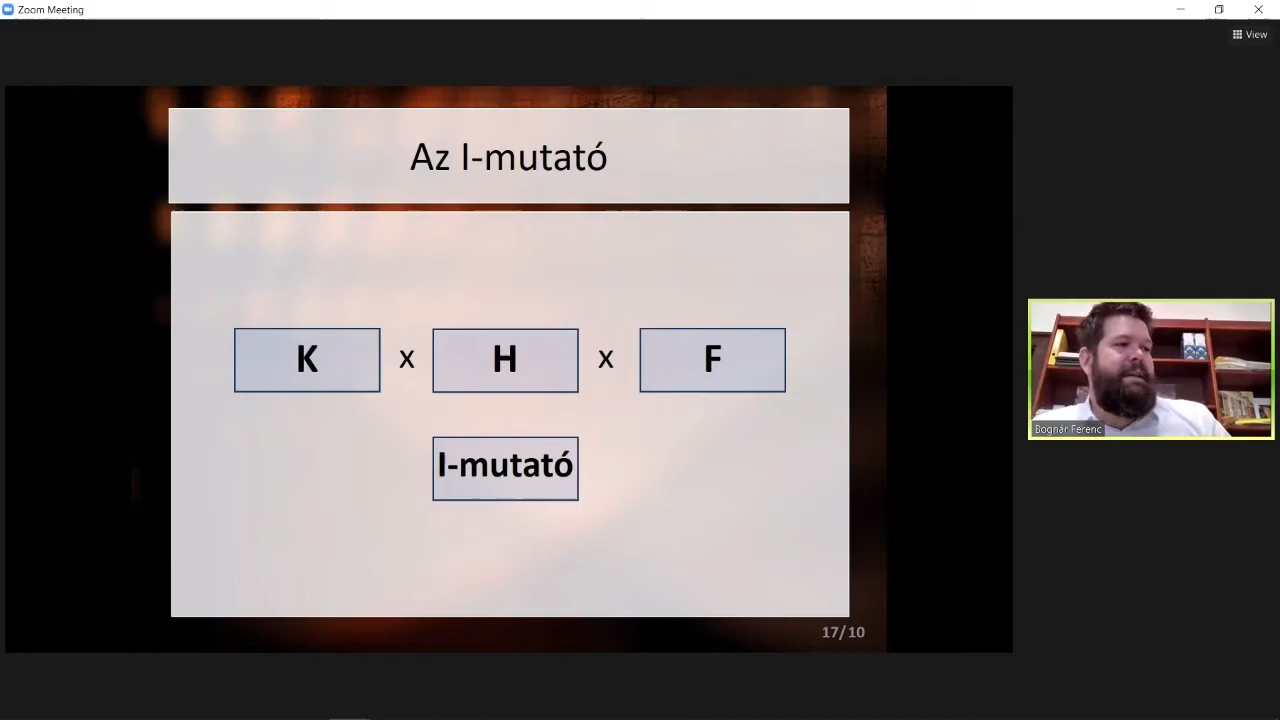 Zoom Meeting
View
Az I-mutató
K x H x F
I-mutató
17/10
Bognár Ferenc